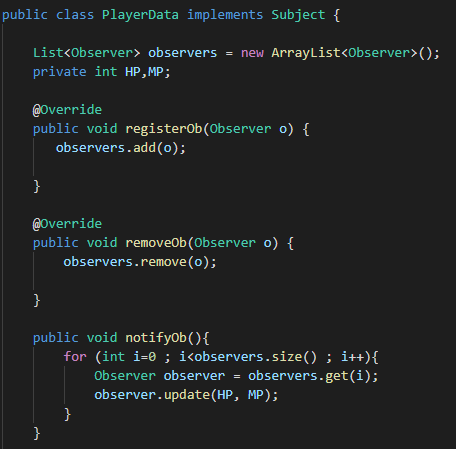 public class PlayerData implements Subject {
List<Observer> observers = new ArrayList<Observer>();
private int HP,MP;
@Override
public void registerOb(Observer o) {
observers.add(o);
}
@Override
public void removeOb(Observer o) {
observers.remove(o);
}
public void notifyOb(){
for (int i=0 ; i<observers.size() ; i++){
Observer observer = observers.get(i);
observer.update(HP, MP);
}
}